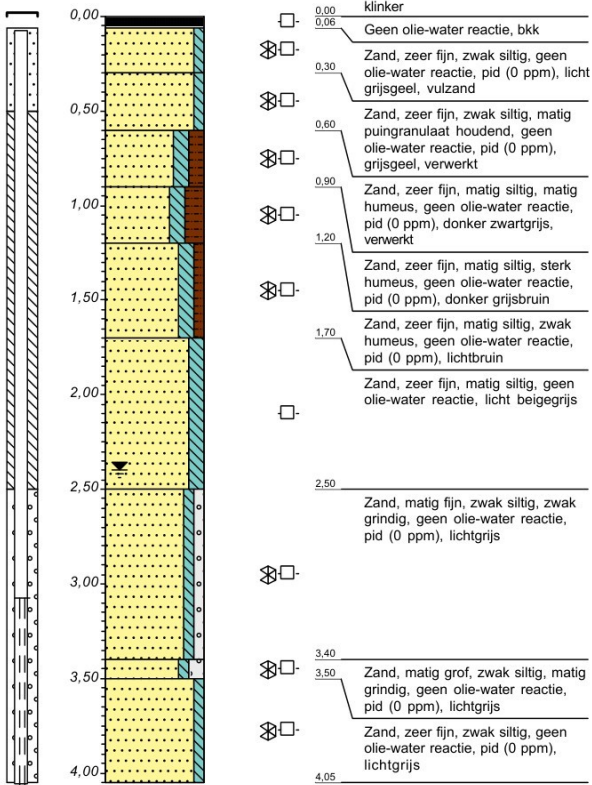 0,00
0,50
1,00
1,50
2,00
2,50
3,00
3,50
4,00
0,00
klinker
0,06
Geen olie-water reactie, bkk
Zand, zeer fijn, zwak siltig, geen
olie-water reactie, pid (0 ppm), licht
grijsgeel, vulzand
0,30
Zand, zeer fijn, zwak siltig, matig
puingranulaat houdend, geen
olie-water reactie, pid (0 ppm),
grijsgeel, verwerkt
0,60
Zand, zeer fijn, matig siltig, matig
humeus, geen olie-water reactie,
pid (0 ppm), donker zwartgrijs,
verwerkt
0,90
Zand, zeer fijn, matig siltig, sterk
humeus, geen olie-water reactie,
pid (0 ppm), donker grijsbruin
1,20
Zand, zeer fijn, matig siltig, zwak
humeus, geen olie-water reactie,
pid (0 ppm), lichtbruin
1,70
Zand, zeer fijn, matig siltig, geen
olie-water reactie, licht beigegrijs
2,50
Zand, matig fijn, zwak siltig, zwak
grindig, geen olie-water reactie,
pid (0 ppm), lichtgrijs
3,40
Zand, matig grof, zwak siltig, matig
grindig, geen olie-water reactie,
pid (0 ppm), lichtgrijs
3,50
Zand, zeer fijn, zwak siltig, geen
olie-water reactie, pid (0 ppm),
lichtgrijs
4,05